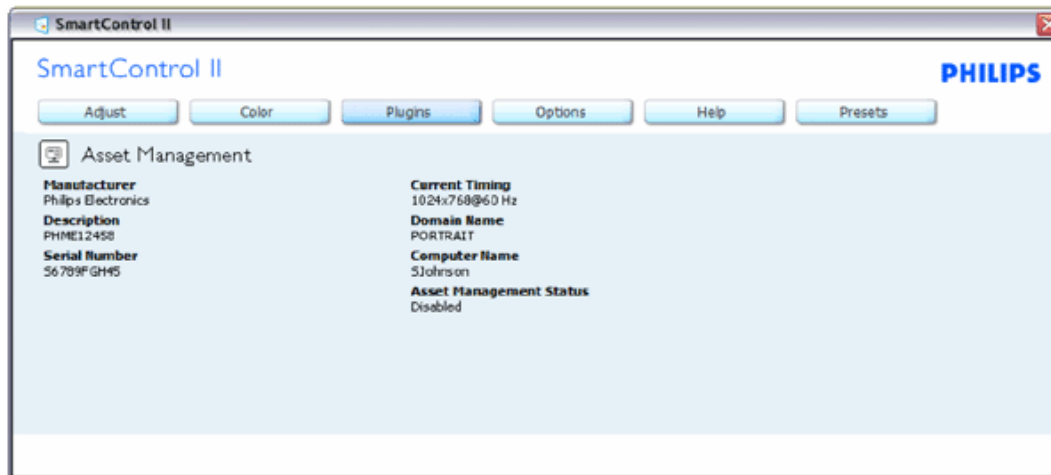 SmartControl II
SmartControl II
PHILIPS
Adjust Color Plugins Options Help Presets
Asset Management
Manufacturer
Philips Electronics
Description
PHME12458
Serial Number
S6789FGH45
Current Timing
1024x768@60 Hz
Domain Name
PORTRAIT
Computer Name
SJohnson
Asset Management Status
Disabled